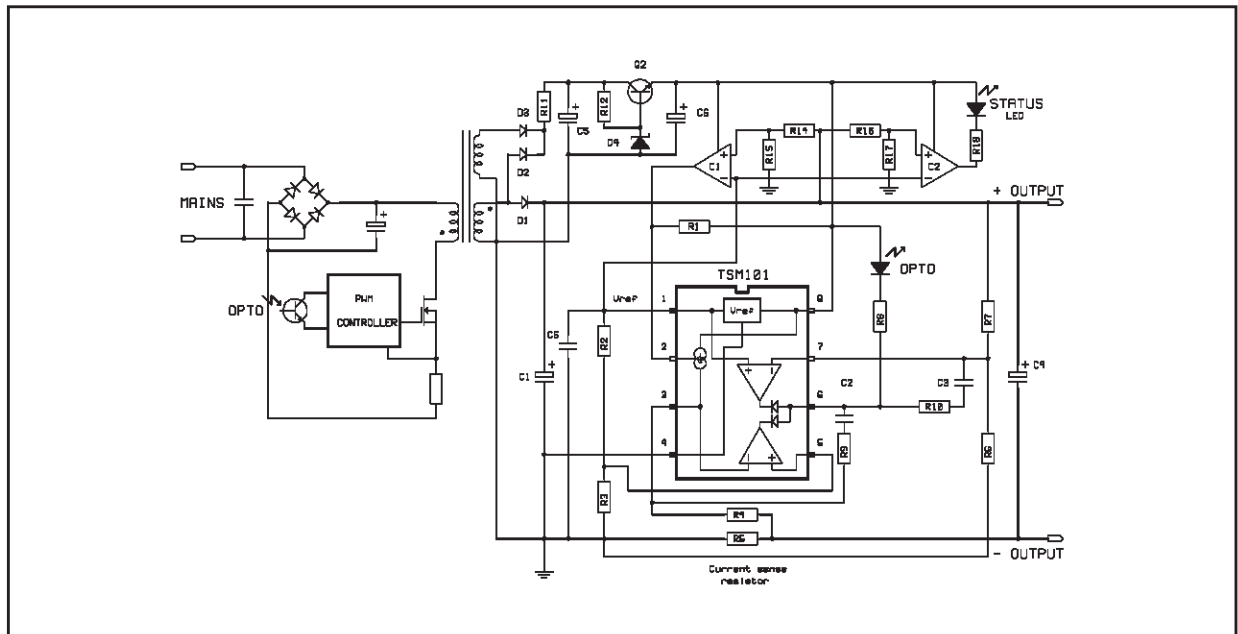 Q2
R11
R12
+
C5
+
C6
D3
D4
D2
D1
STATUS
LED
R18
R14
R16
R15
R17
C1
+
-
C2
+
-
+ OUTPUT
MAINS
+
R1
OPTO
TSM101
OPTO
PWM
CONTROLLER
Vref
1
Vref
8
R8
R7
C5
R2
2
7
C1
+
+
-
C2
C3
+
C4
3
6
R10
4
5
R9
R6
-
+
R3
R4
R5
- OUTPUT
Current sense
resistor